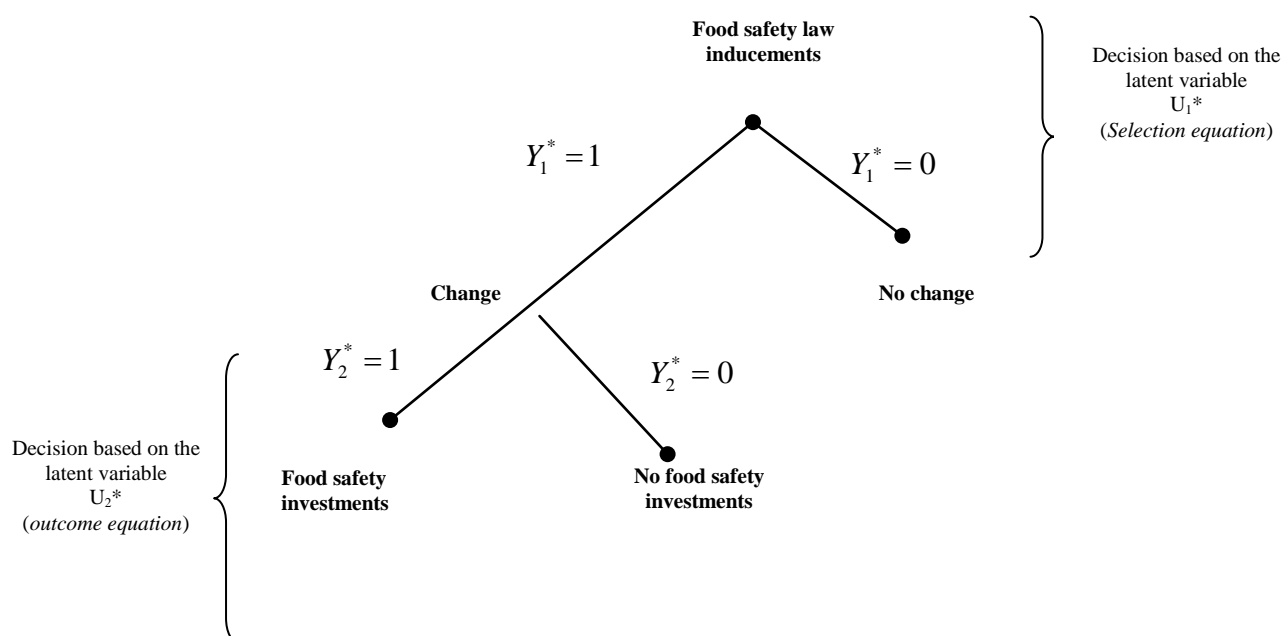 Food safety law
inducements
Decision based on the
latent variable
U₁*
(Selection equation)
Y₁* = 1
Y₁* = 0
Change
No change
Y₂* = 1
Y₂* = 0
Decision based on the
latent variable
U₂*
(outcome equation)
Food safety
investments
No food safety
investments